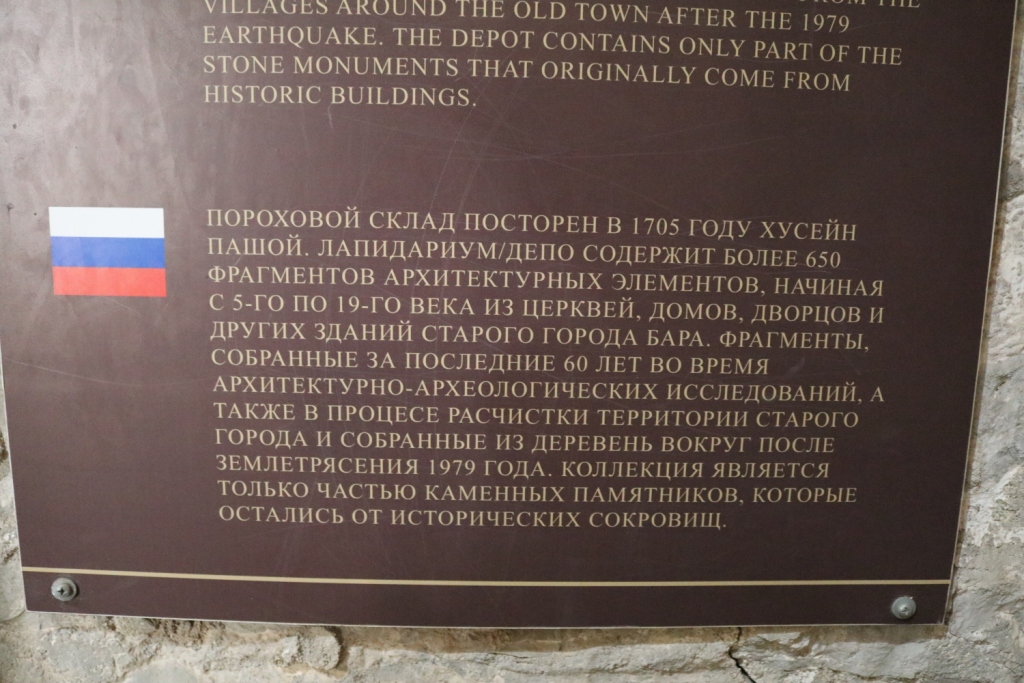 FROM THE
VILLAGES AROUND THE OLD TOWN AFTER THE 1979
EARTHQUAKE. THE DEPOT CONTAINS ONLY PART OF THE
STONE MONUMENTS THAT ORIGINALLY COME FROM
HISTORIC BUILDINGS.
ПОРОХОВОЙ СКЛАД ПОСТОРЕН В 1705 ГОДУ ХУСЕЙН
ПАШОЙ. ЛАПИДАРИУМ/ДЕПО СОДЕРЖИТ БОЛЕЕ 650
ФРАГМЕНТОВ АРХИТЕКТУРНЫХ ЭЛЕМЕНТОВ, НАЧИНАЯ
С 5-ГО ПО 19-ГО ВЕКА ИЗ ЦЕРКВЕЙ, ДОМОВ, ДВОРЦОВ И
ДРУГИХ ЗДАНИЙ СТАРОГО ГОРОДА БАРА. ФРАГМЕНТЫ,
СОБРАННЫЕ ЗА ПОСЛЕДНИЕ 60 ЛЕТ ВО ВРЕМЯ
АРХИТЕКТУРНО-АРХЕОЛОГИЧЕСКИХ ИССЛЕДОВАНИЙ, А
ТАКЖЕ В ПРОЦЕСЕ РАСЧИСТКИ ТЕРРИТОРИИ СТАРОГО
ГОРОДА И СОБРАННЫЕ ИЗ ДЕРЕВЕНЬ ВОКРУГ ПОСЛЕ
ЗЕМЛЕТРЯСЕНИЯ 1979 ГОДА. КОЛЛЕКЦИЯ ЯВЛЯЕТСЯ
ТОЛЬКО ЧАСТЬЮ КАМЕННЫХ ПАМЯТНИКОВ, КОТОРЫЕ
ОСТАЛИСЬ ОТ ИСТОРИЧЕСКИХ СОКРОВИЩ.